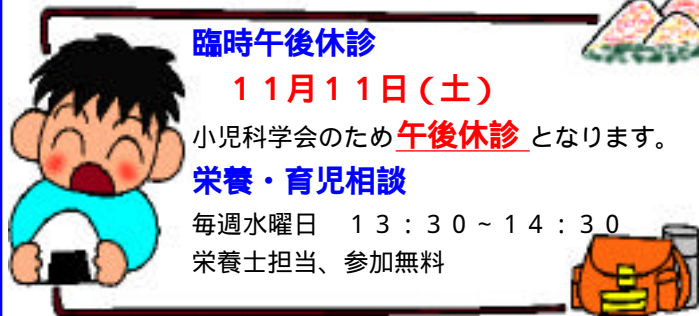 臨時午後休診
１１月１１日（土）
小児科学会のため午後休診となります。
栄養・育児相談
毎週水曜日　１３：３０～１４：３０
栄養士担当、参加無料